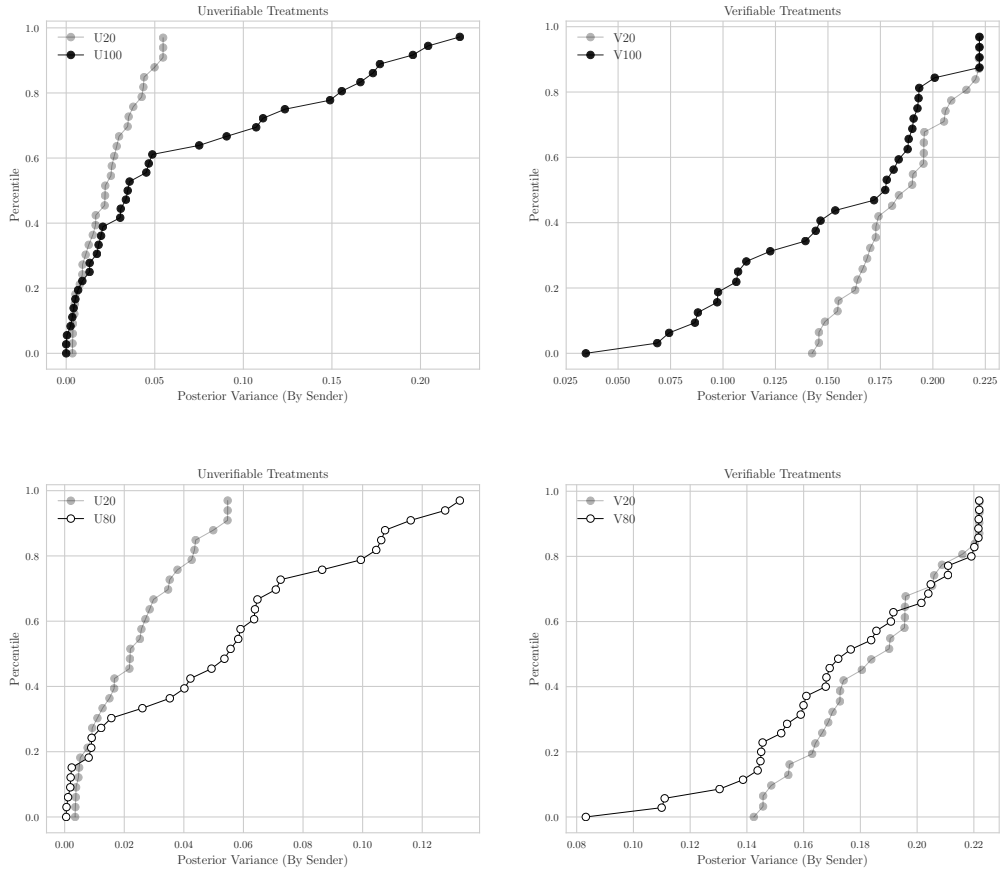 Unverifiable Treatments
1.0
0.8
0.6
0.4
0.2
0.0
Percentile
U20
U100
0.00
0.05
0.10
0.15
0.20
Posterior Variance (By Sender)
Verifiable Treatments
1.0
0.8
0.6
0.4
0.2
0.0
Percentile
V20
V100
0.025
0.050
0.075
0.100
0.125
0.150
0.175
0.200
0.225
Posterior Variance (By Sender)
Unverifiable Treatments
1.0
0.8
0.6
0.4
0.2
0.0
Percentile
U20
U80
0.00
0.02
0.04
0.06
0.08
0.10
0.12
Posterior Variance (By Sender)
Verifiable Treatments
1.0
0.8
0.6
0.4
0.2
0.0
Percentile
V20
V80
0.08
0.10
0.12
0.14
0.16
0.18
0.20
0.22
Posterior Variance (By Sender)